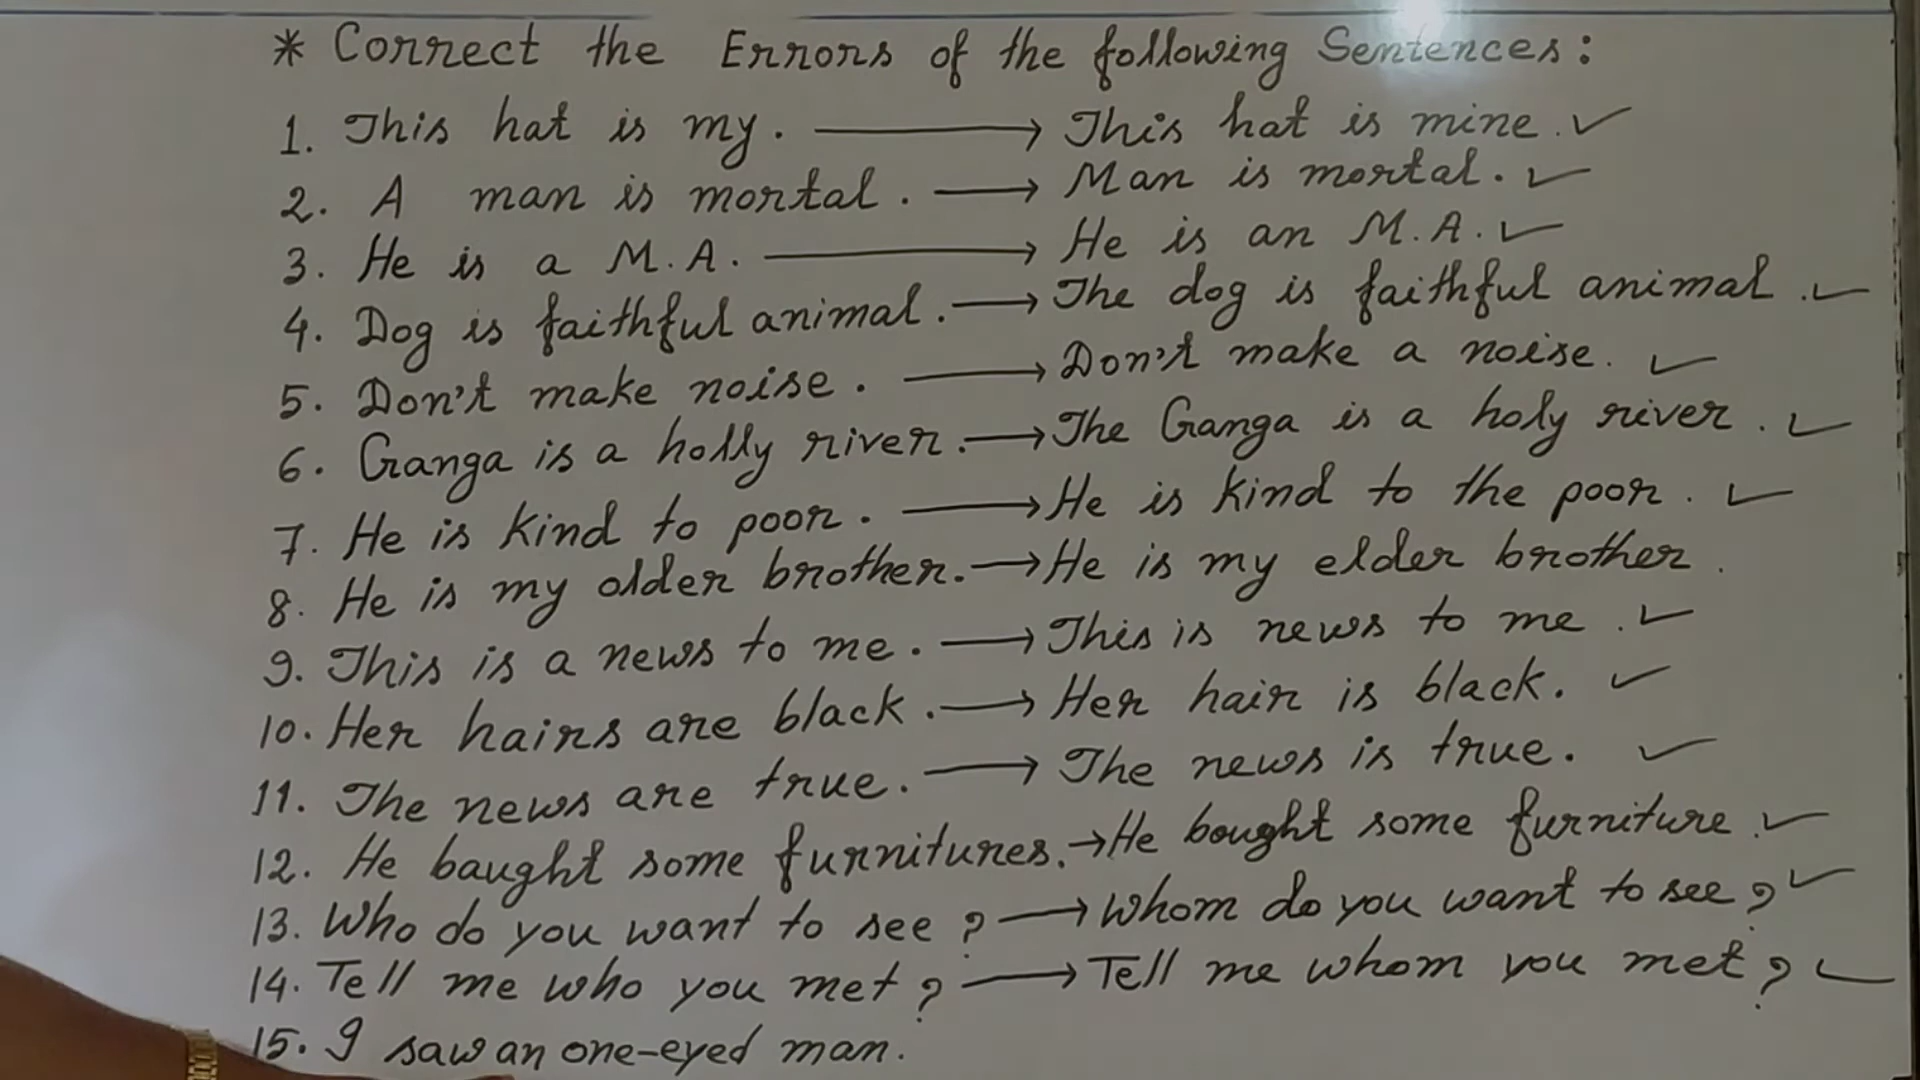 * Correct the Errors of the following Sentences:
1. This hat is my. → This hat is mine. ✓
2. A man is mortal. → Man is mortal. ✓
3. He is a M.A. → He is an M.A. ✓
4. Dog is faithful animal. → The dog is faithful animal. ✓
5. Don't make noise. → Don't make a noise. ✓
6. Ganga is a holly river. → The Ganga is a holy river. ✓
7. He is kind to poor. → He is kind to the poor. ✓
8. He is my older brother. → He is my elder brother.
9. This is a news to me. → This is news to me. ✓
10. Her hairs are black. → Her hair is black. ✓
11. The news are true. → The news is true. ✓
12. He baught some furnitures. → He bought some furniture. ✓
13. Who do you want to see? → Whom do you want to see? ✓
14. Tell me who you met? → Tell me whom you met? ✓
15. I saw an one-eyed man.